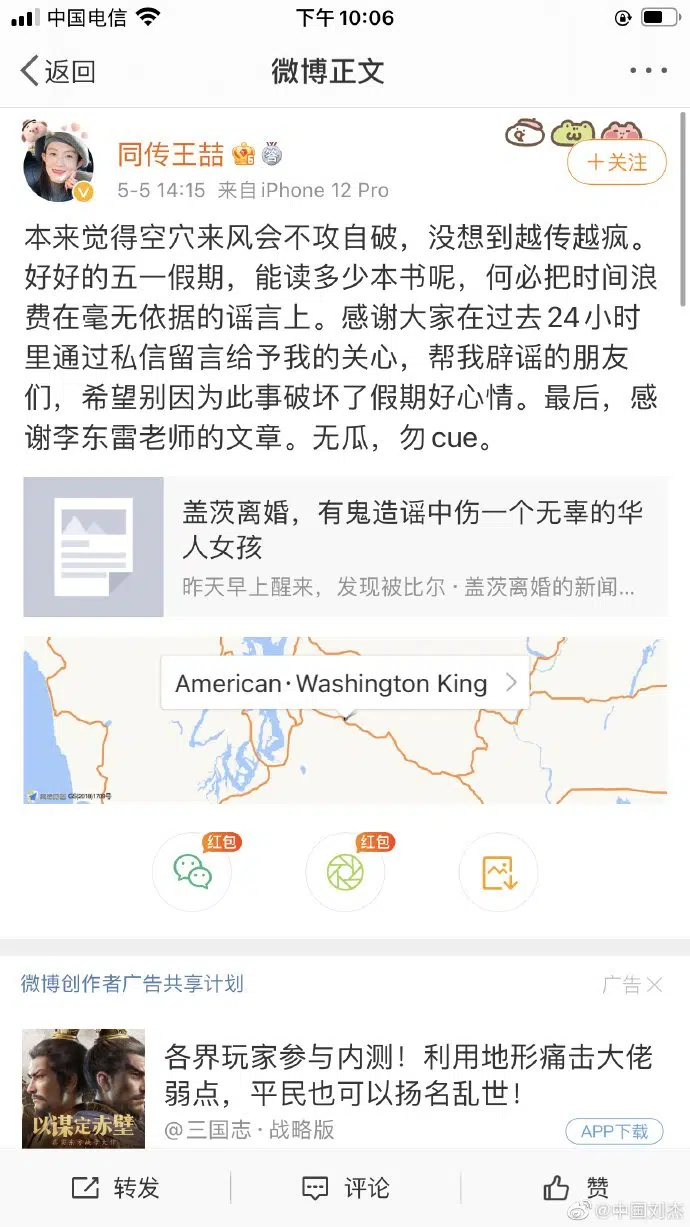 中国电信
下午10:06
返回
微博正文
同传王喆
+关注
5-5 14:15 来自iPhone 12 Pro
本来觉得空穴来风会不攻自破，没想到越传越疯。
好好的五一假期，能读多少本书呢，何必把时间浪
费在毫无依据的谣言上。感谢大家在过去24小时
里通过私信留言给予我的关心，帮我辟谣的朋友
们，希望别因为此事破坏了假期好心情。最后，感
谢李东雷老师的文章。无瓜，勿cue。
盖茨离婚，有鬼造谣中伤一个无辜的华
人女孩
昨天早上醒来，发现被比尔·盖茨离婚的新闻...
American·Washington King
红包
红包
微博创作者广告共享计划
广告
各界玩家参与内测！利用地形痛击大佬
弱点，平民也可以扬名乱世！
以谋定赤壁
@三国志·战略版
APP下载
转发
评论
赞
@中国刘杰